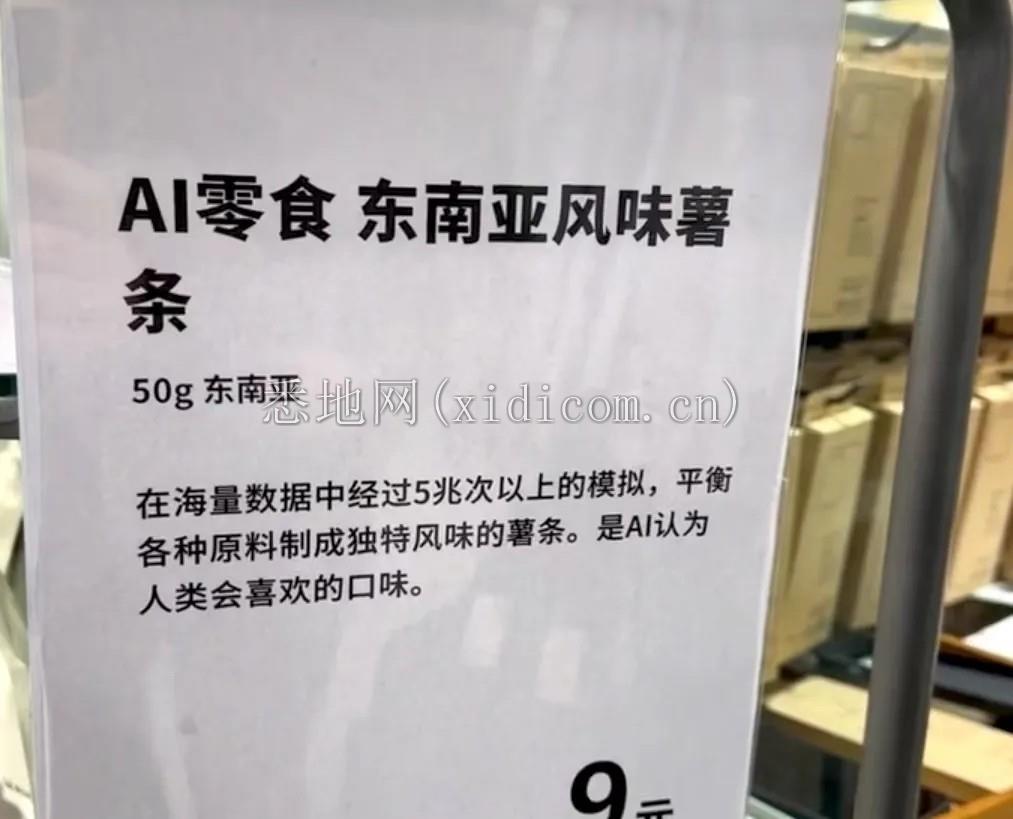 AI零食 东南亚风味薯
条
50g 东南亚
悉地网(xidicom.cn)
在海量数据中经过5兆次以上的模拟，平衡
各种原料制成独特风味的薯条。是AI认为
人类会喜欢的口味。
9元